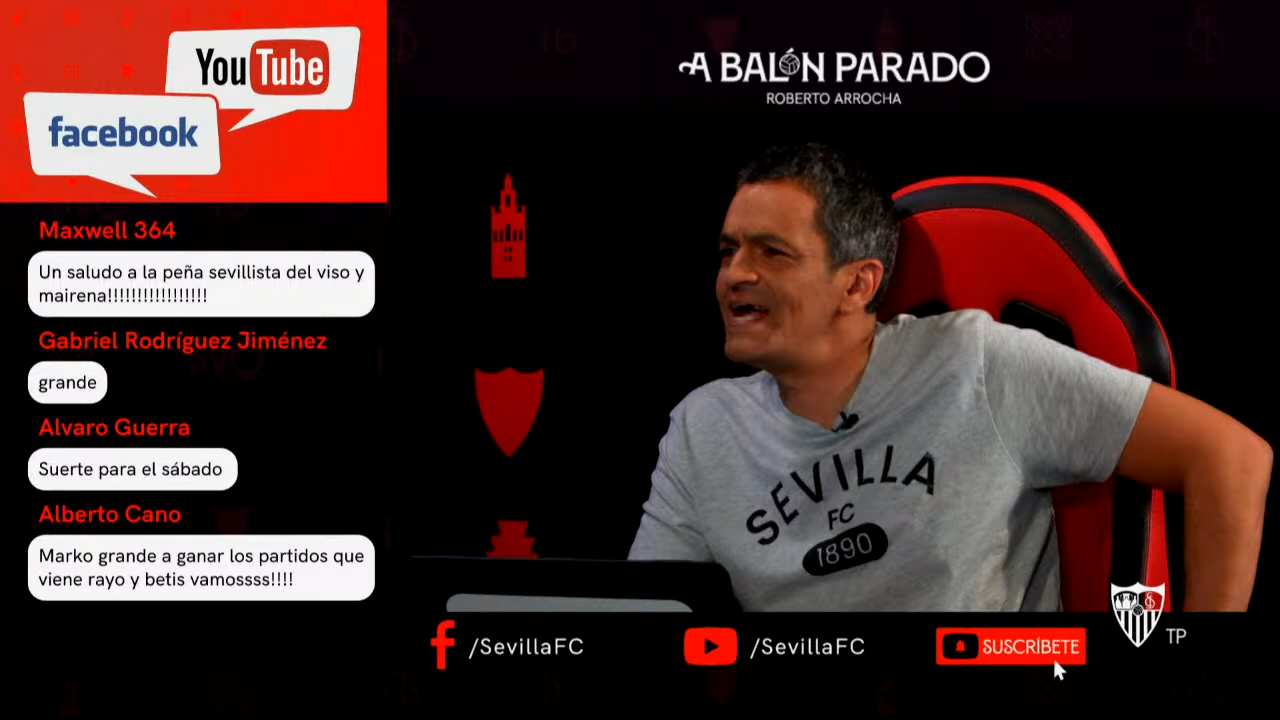 YouTube
facebook
Maxwell 364
Un saludo a la peña sevillista del viso y
mairena!!!!!!!!!!!!!!!!!
Gabriel Rodríguez Jiménez
grande
Alvaro Guerra
Suerte para el sábado
Alberto Cano
Marko grande a ganar los partidos que
viene rayo y betis vamossss!!!!
A BALÓN PARADO
ROBERTO ARROCHA
SEVILLA
FC
1890
/SevillaFC
/SevillaFC
SUSCRÍBETE
TP